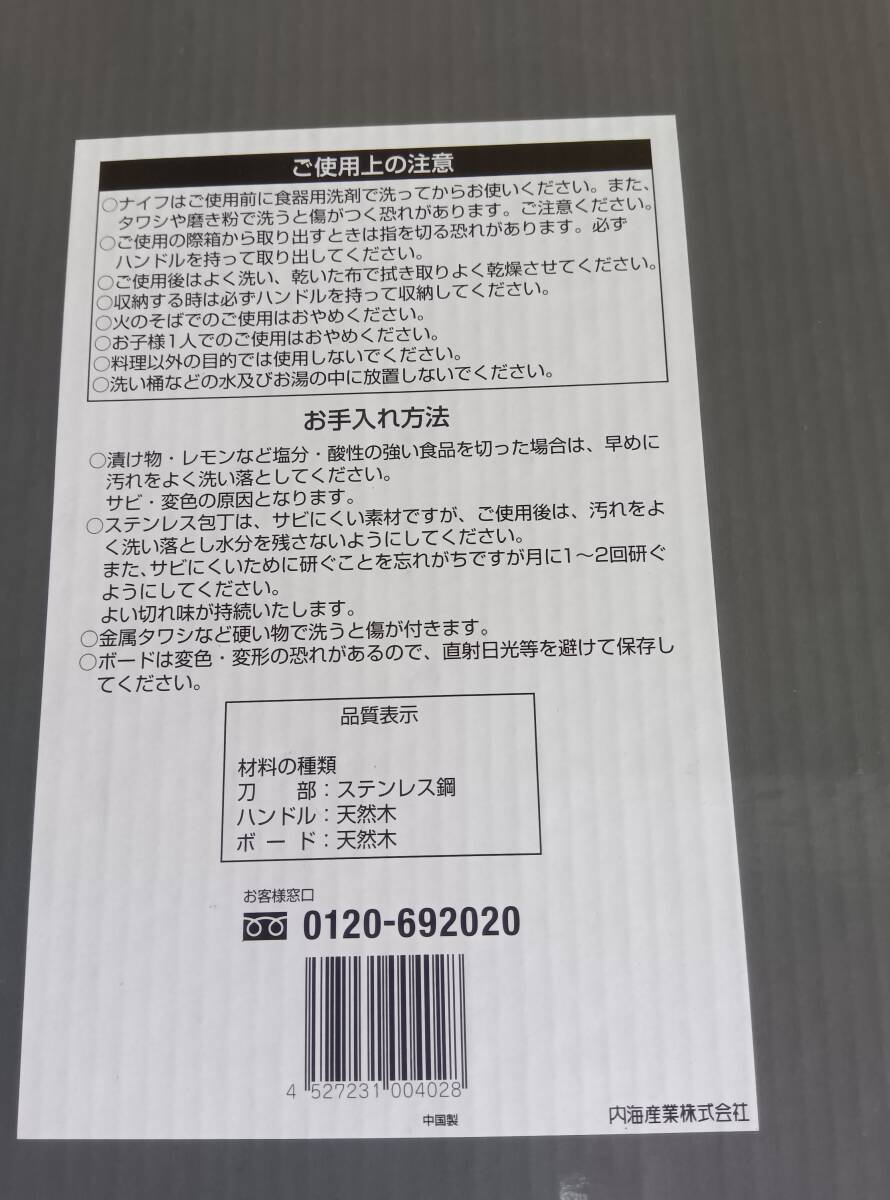 ご使用上の注意
○ナイフはご使用前に食器用洗剤で洗ってからお使いください。また、
タワシや磨き粉で洗うと傷がつく恐れがあります。ご注意ください。
○ご使用の際箱から取り出すときは指を切る恐れがあります。必ず
ハンドルを持って取り出してください。
○ご使用後はよく洗い、乾いた布で拭き取りよく乾燥させてください。
○収納する時は必ずハンドルを持って収納してください。
○火のそばでのご使用はおやめください。
○お子様1人でのご使用はおやめください。
○料理以外の目的では使用しないでください。
○洗い桶などの水及びお湯の中に放置しないでください。
お手入れ方法
○漬け物・レモンなど塩分・酸性の強い食品を切った場合は、早めに
汚れをよく洗い落としてください。
サビ・変色の原因となります。
○ステンレス包丁は、サビにくい素材ですが、ご使用後は、汚れをよ
く洗い落とし水分を残さないようにしてください。
また、サビにくいために研ぐことを忘れがちですが月に1～2回研ぐ
ようにしてください。
よい切れ味が持続いたします。
○金属タワシなど硬い物で洗うと傷が付きます。
○ボードは変色・変形の恐れがあるので、直射日光等を避けて保存し
てください。
品質表示
材料の種類
刀　　部：ステンレス鋼
ハンドル：天然木
ボ ー ド：天然木
お客様窓口
0120-692020
4 527231 004028
中国製
内海産業株式会社